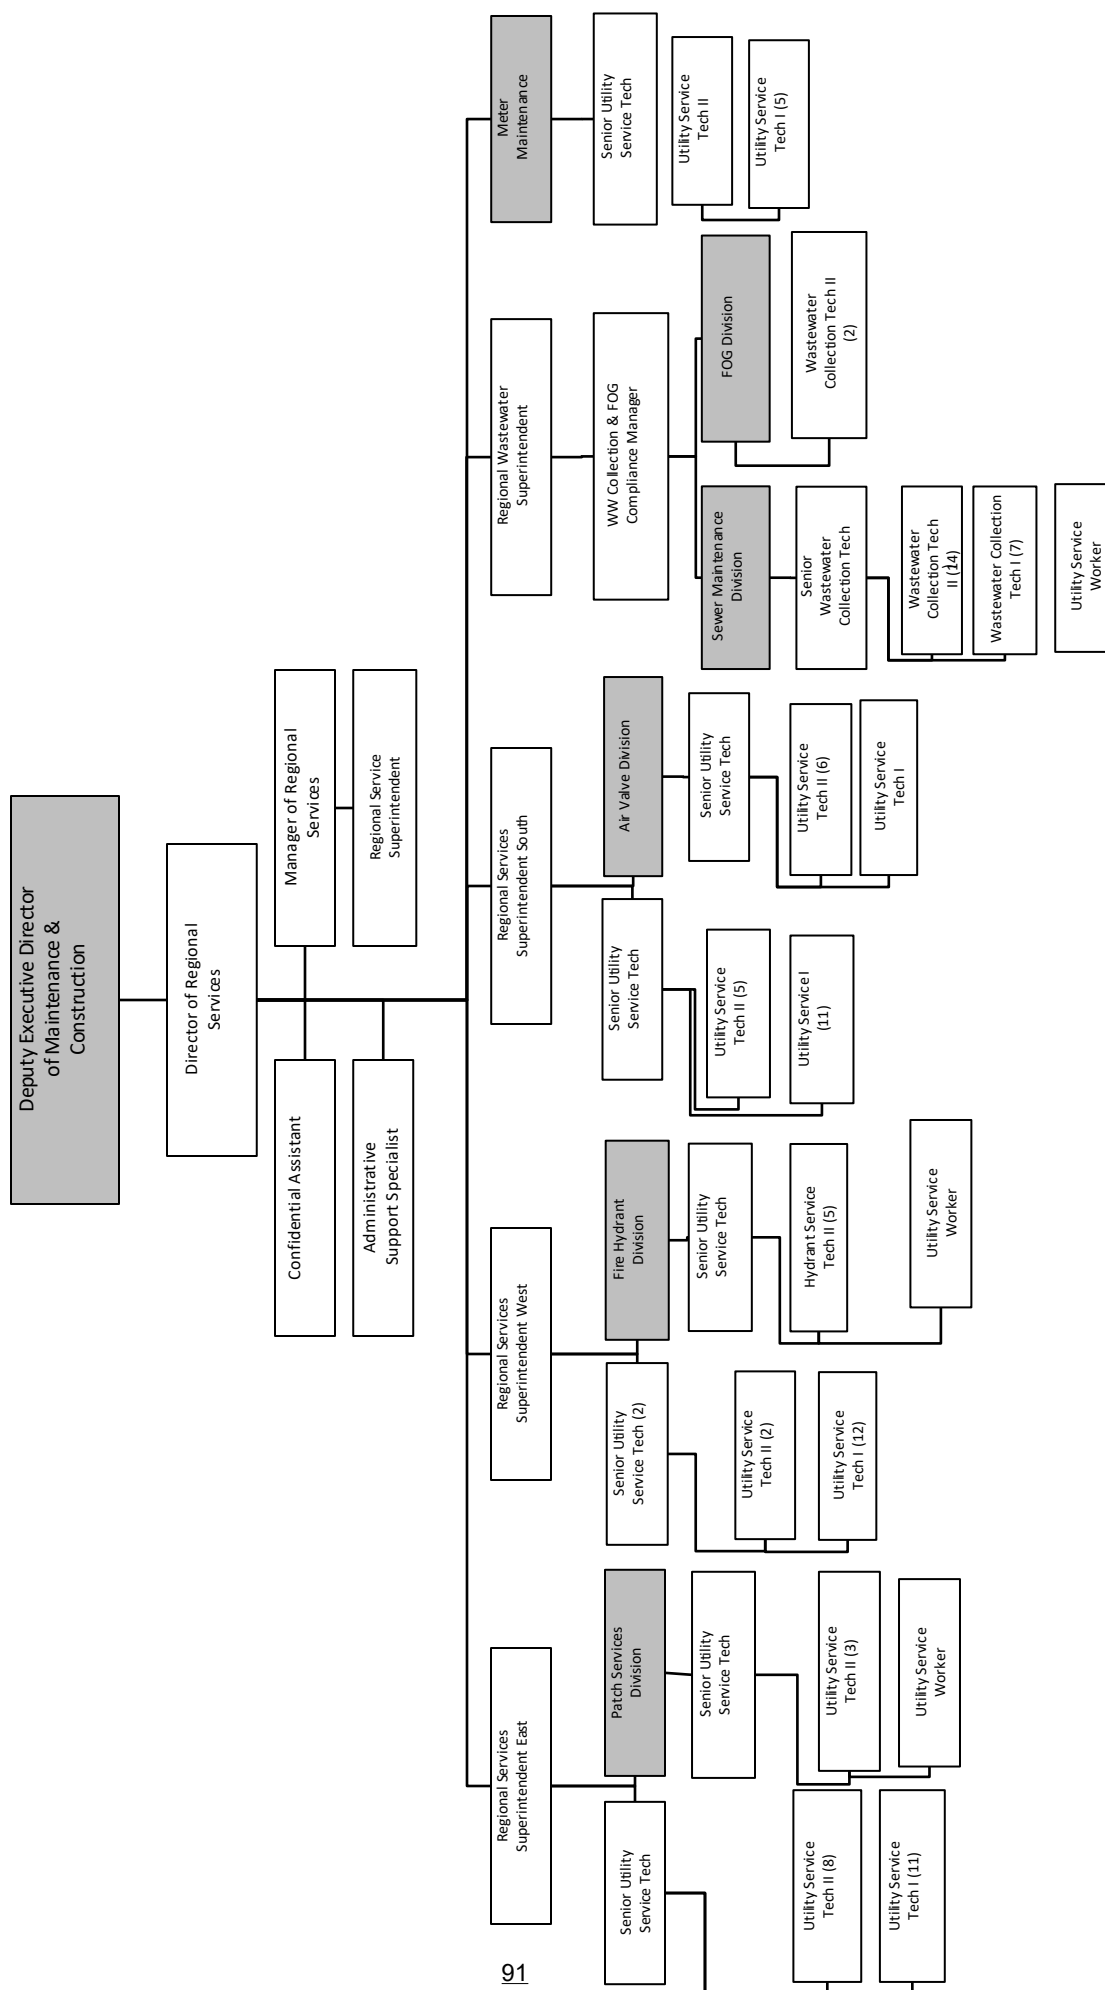 Deputy Executive Director
of Maintenance &
Construction
Director of Regional
Services
Confidential Assistant
Manager of Regional
Services
Administrative
Support Specialist
Regional Service
Superintendent
Regional Services
Superintendent East
Regional Services
Superintendent West
Regional Services
Superintendent South
Regional Wastewater
Superintendent
Meter
Maintenance
Senior Utility
Service Tech
Patch Services
Division
Senior Utility
Service Tech (2)
Fire Hydrant
Division
Senior Utility
Service Tech
Air Valve Division
WW Collection & FOG
Compliance Manager
Senior Utility
Service Tech
Senior Utility
Service Tech
Senior Utility
Service Tech
Senior Utility
Service Tech
Sewer Maintenance
Division
FOG Division
Utility Service
Tech II
Utility Service
Tech II (8)
Utility Service
Tech II (3)
Utility Service
Tech II (2)
Hydrant Service
Tech II (5)
Utility Service
Tech II (5)
Utility Service
Tech II (6)
Senior
Wastewater
Collection Tech
Wastewater
Collection Tech II
(2)
Utility Service
Tech I (5)
Utility Service
Tech I (11)
Utility Service
Worker
Utility Service
Tech I (12)
Utility Service
Worker
Utility ServiceI
(11)
Utility Service
Tech I
Wastewater
Collection Tech
II (14)
Wastewater Collection
Tech I (7)
Utility Service
Worker
91